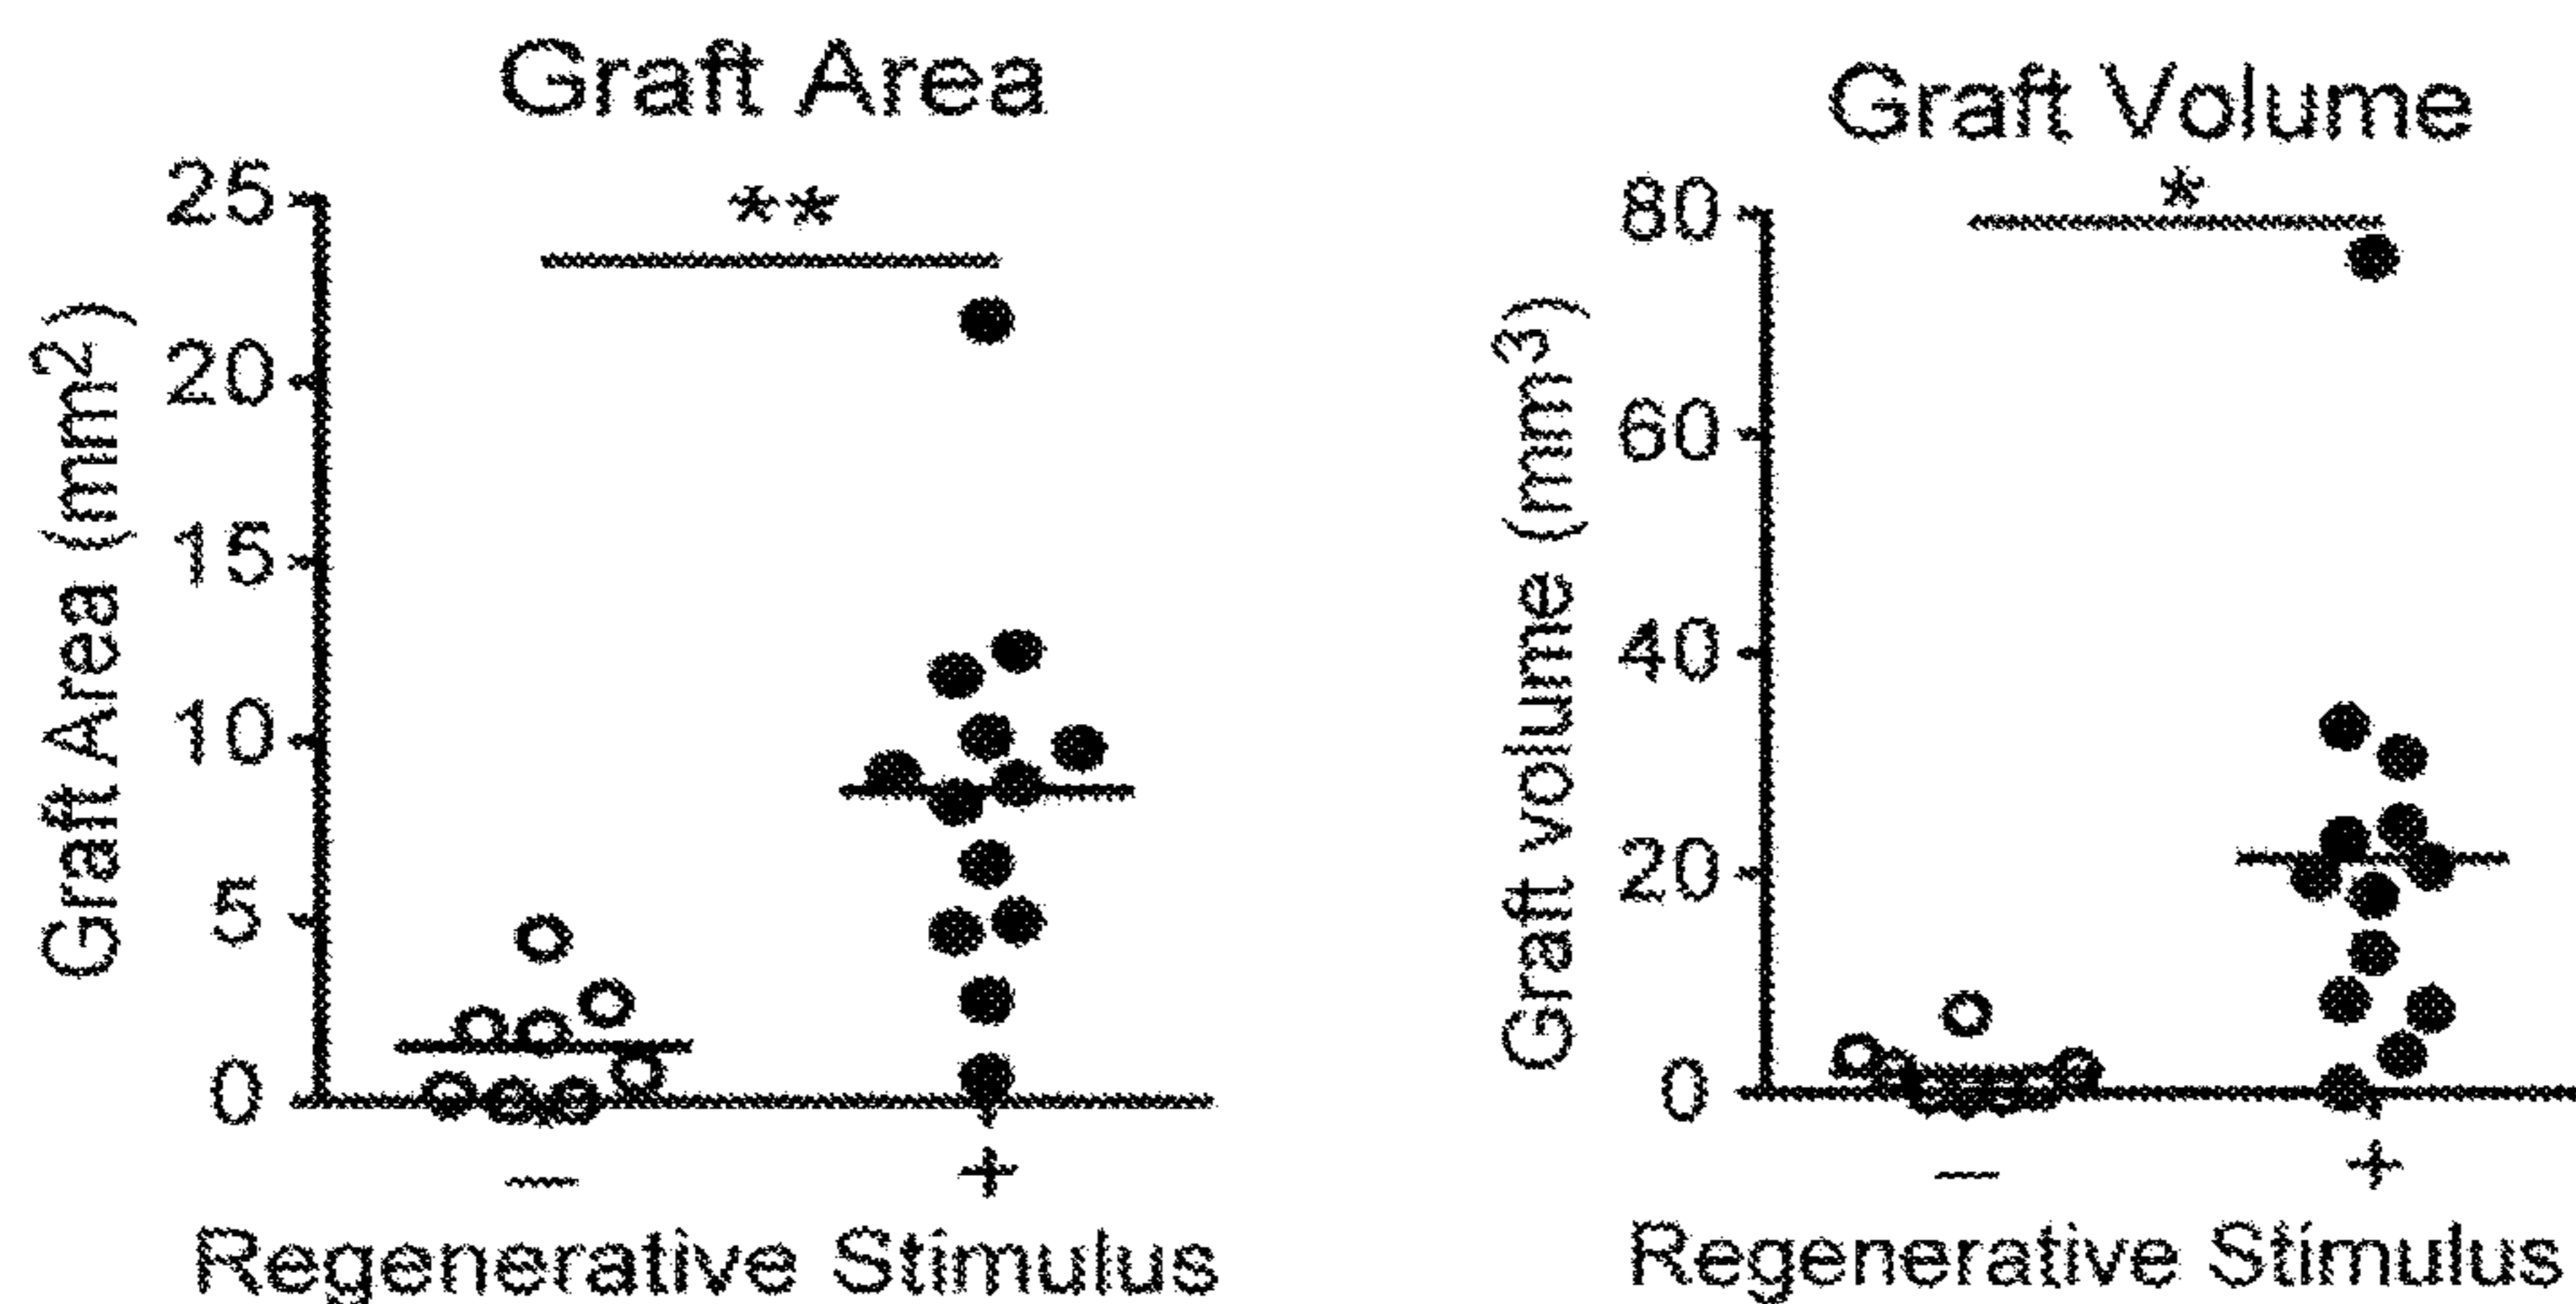 Graft Area
**
25
20
15
10
5
0
Graft Area (mm²)
− +
Regenerative Stimulus
Graft Volume
*
80
60
40
20
0
Graft volume (mm³)
− +
Regenerative Stimulus